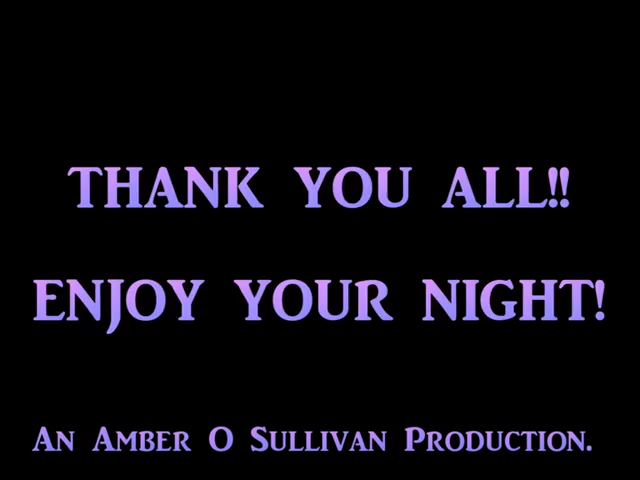 THANK YOU ALL!!
ENJOY YOUR NIGHT!
AN AMBER O SULLIVAN PRODUCTION.